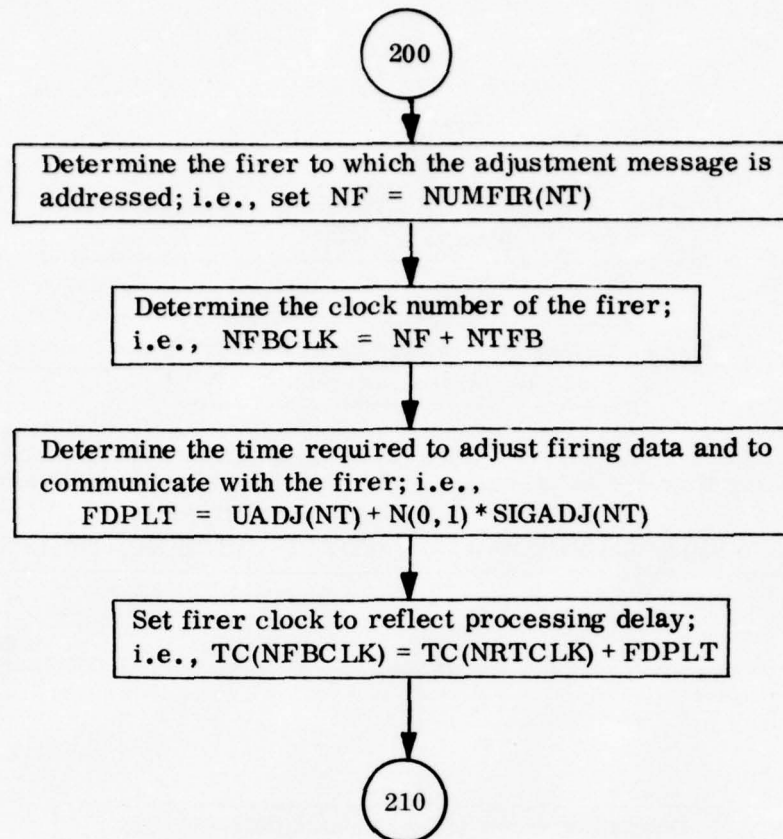 200
Determine the firer to which the adjustment message is
addressed; i.e., set NF = NUMFIR(NT)
Determine the clock number of the firer;
i.e., NFBCLK = NF + NTFB
Determine the time required to adjust firing data and to
communicate with the firer; i.e.,
FDPLT = UADJ(NT) + N(0,1) * SIGADJ(NT)
Set firer clock to reflect processing delay;
i.e., TC(NFBCLK) = TC(NRTCLK) + FDPLT
210